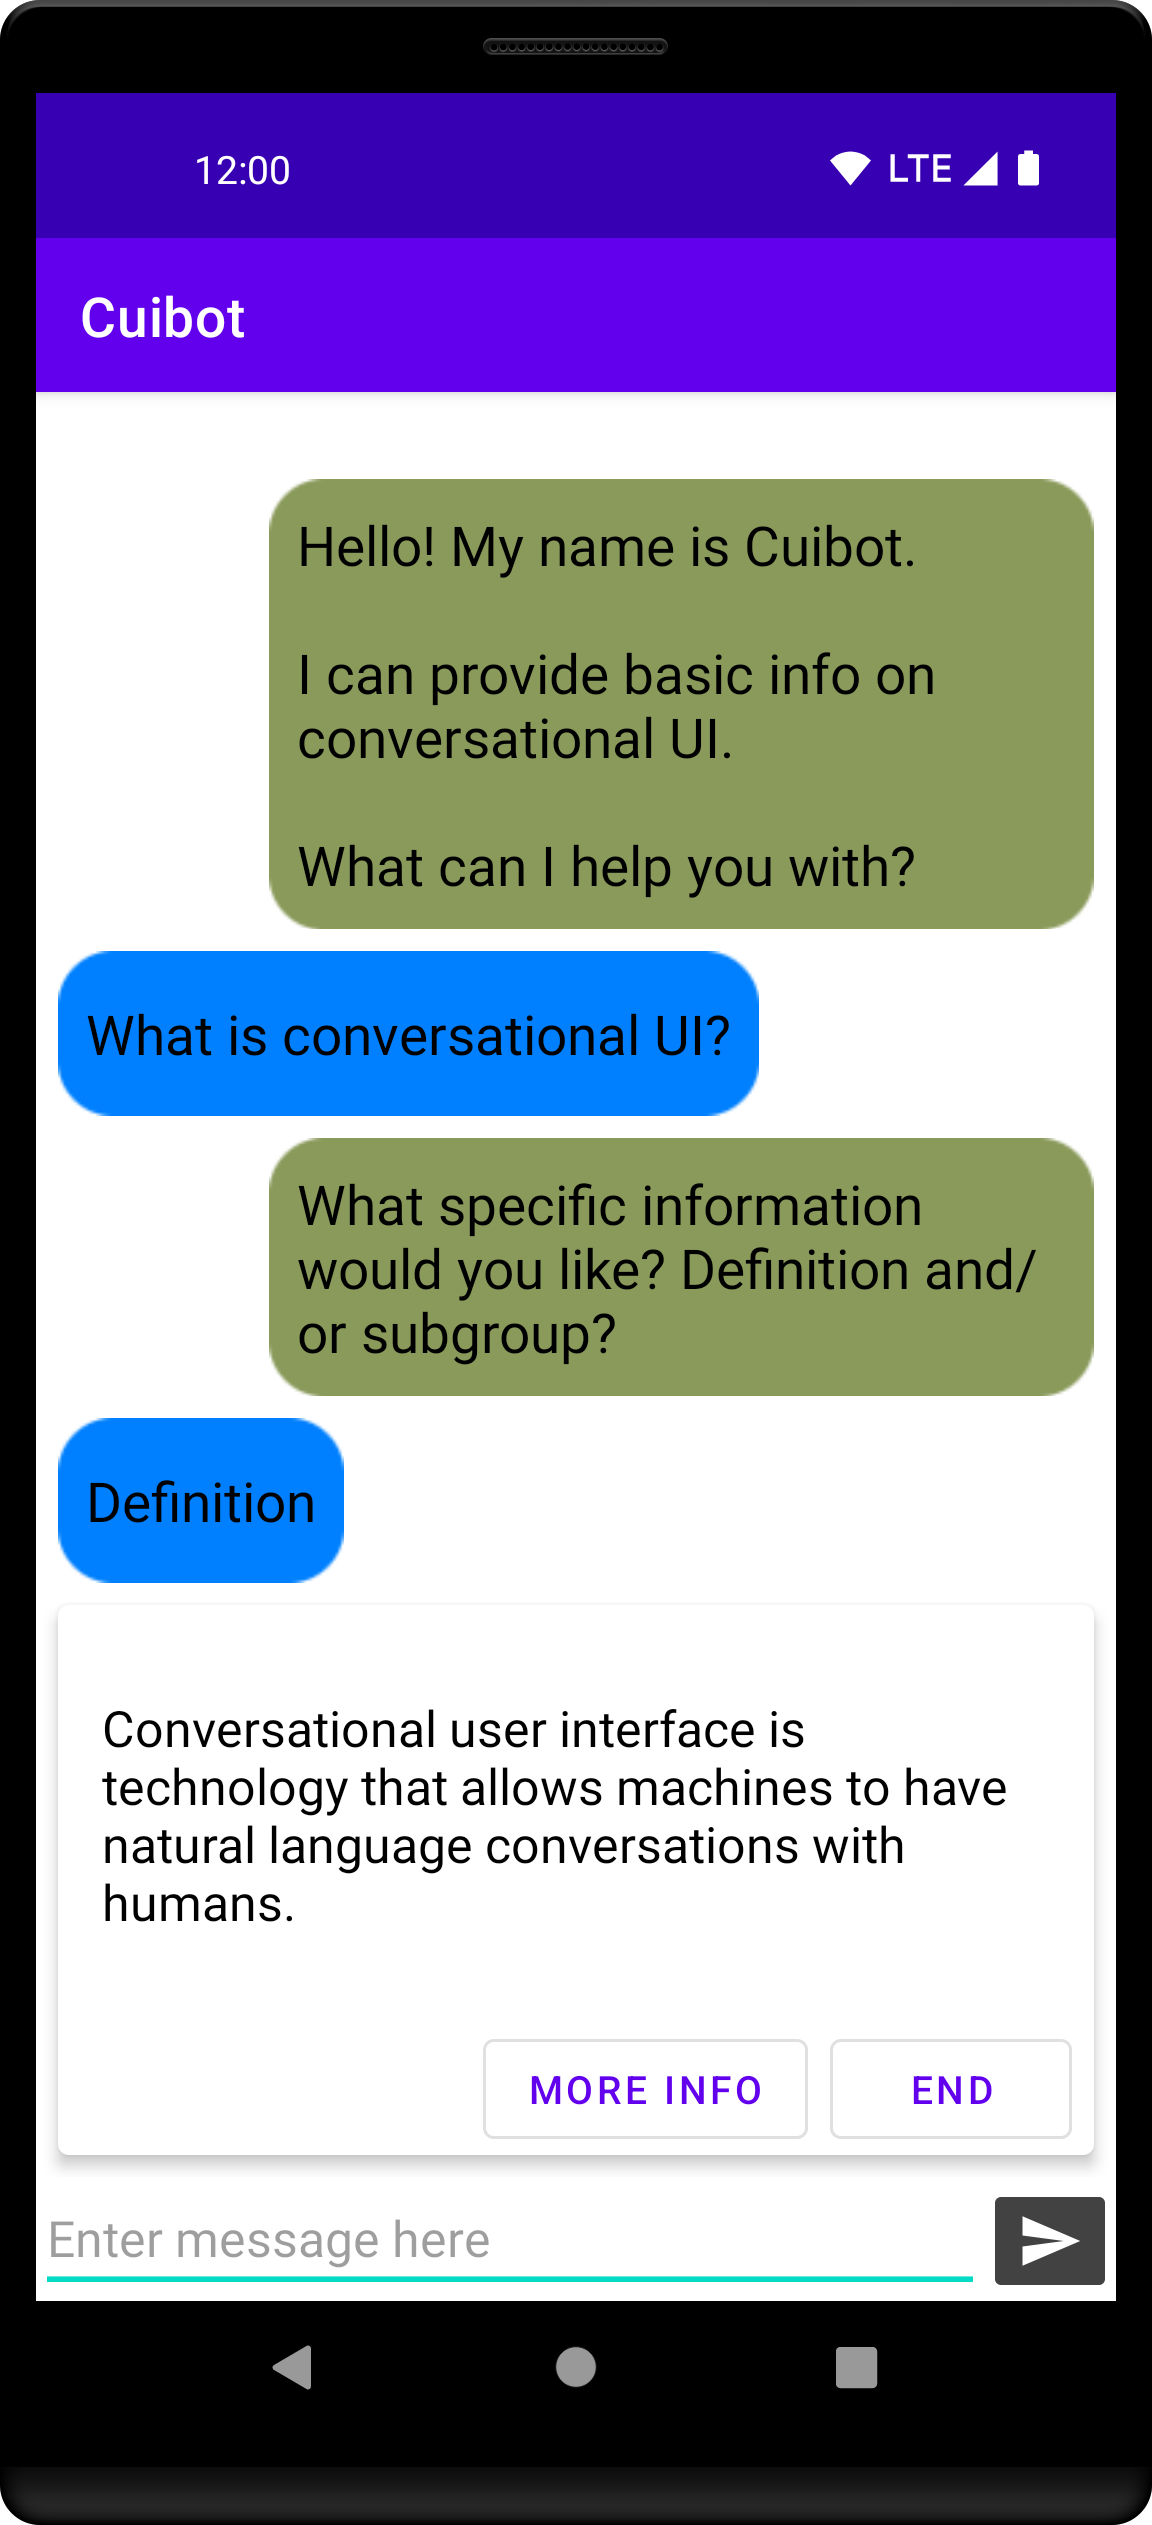 12:00 LTE
Cuibot
Hello! My name is Cuibot.
I can provide basic info on
conversational UI.
What can I help you with?
What is conversational UI?
What specific information
would you like? Definition and/
or subgroup?
Definition
Conversational user interface is
technology that allows machines to have
natural language conversations with
humans.
MORE INFO END
Enter message here